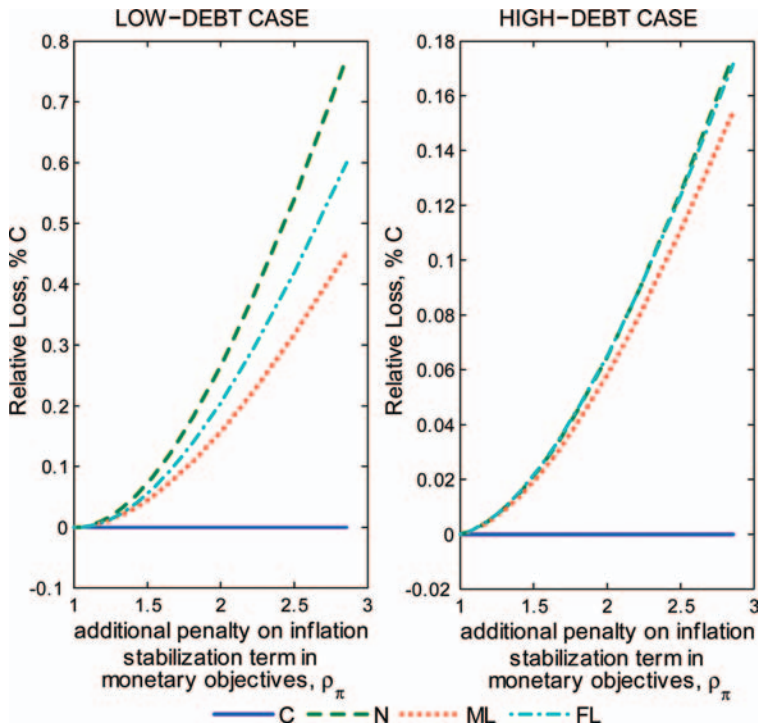 LOW-DEBT CASE
Relative Loss, % C
0.8
0.7
0.6
0.5
0.4
0.3
0.2
0.1
0
-0.1
1 1.5 2 2.5 3
additional penalty on inflation
stabilization term in
monetary objectives, ρπ
HIGH-DEBT CASE
Relative Loss, % C
0.18
0.16
0.14
0.12
0.1
0.08
0.06
0.04
0.02
0
-0.02
1 1.5 2 2.5 3
additional penalty on inflation
stabilization term in
monetary objectives, ρπ
C N ML FL